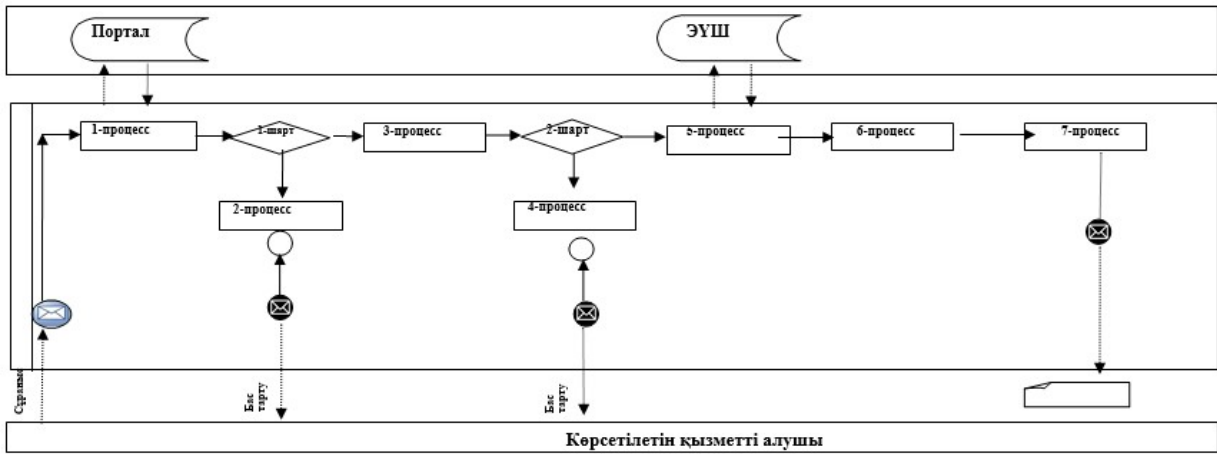 Портал
ЭҮШ
1-процесс
1-шарт
3-процесс
2-шарт
5-процесс
6-процесс
7-процесс
2-процесс
4-процесс
Сұраныс
Бас
тарту
Бас
тарту
Көрсетілетін қызметті алушы